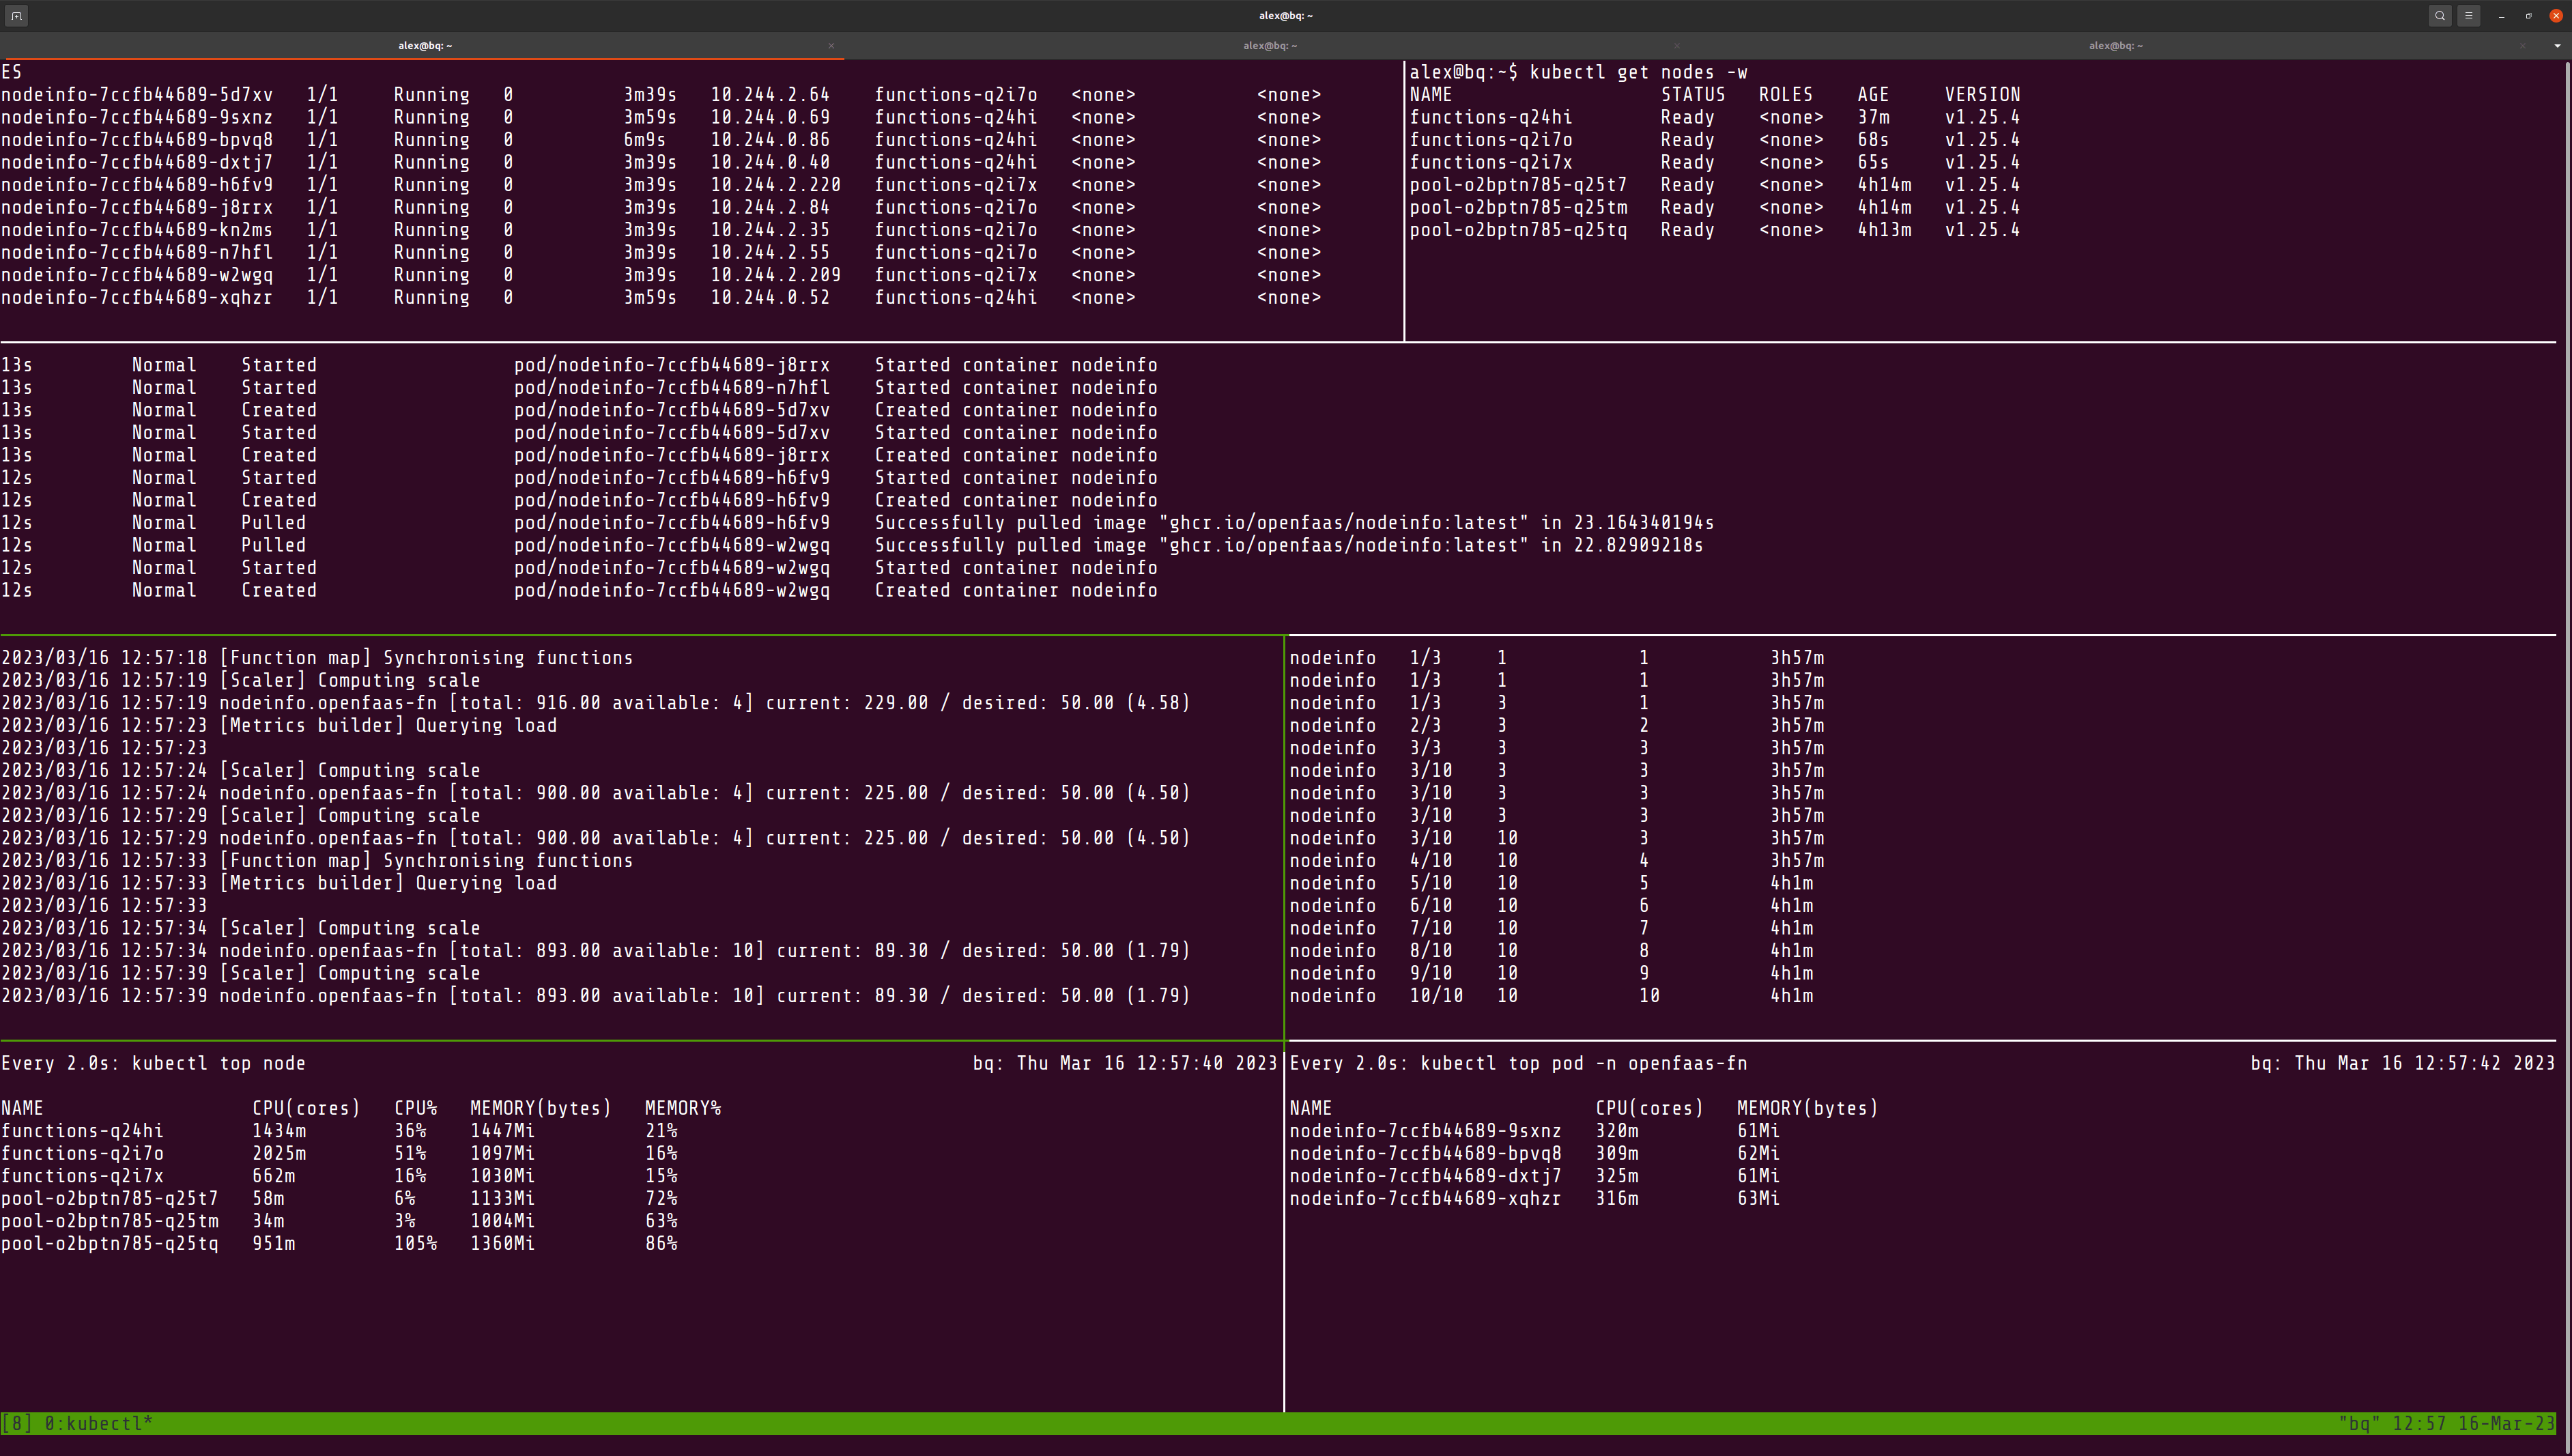 alex@bq: ~
alex@bq: ~ alex@bq: ~ alex@bq: ~
ES
nodeinfo-7ccfb44689-5d7xv 1/1 Running 0 3m39s 10.244.2.64 functions-q2i7o <none> <none>
nodeinfo-7ccfb44689-9sxnz 1/1 Running 0 3m59s 10.244.0.69 functions-q24hi <none> <none>
nodeinfo-7ccfb44689-bpvq8 1/1 Running 0 6m9s 10.244.0.86 functions-q24hi <none> <none>
nodeinfo-7ccfb44689-dxtj7 1/1 Running 0 3m39s 10.244.0.40 functions-q24hi <none> <none>
nodeinfo-7ccfb44689-h6fv9 1/1 Running 0 3m39s 10.244.2.220 functions-q2i7x <none> <none>
nodeinfo-7ccfb44689-j8rrx 1/1 Running 0 3m39s 10.244.2.84 functions-q2i7o <none> <none>
nodeinfo-7ccfb44689-kn2ms 1/1 Running 0 3m39s 10.244.2.35 functions-q2i7o <none> <none>
nodeinfo-7ccfb44689-n7hfl 1/1 Running 0 3m39s 10.244.2.55 functions-q2i7o <none> <none>
nodeinfo-7ccfb44689-w2wgq 1/1 Running 0 3m39s 10.244.2.209 functions-q2i7x <none> <none>
nodeinfo-7ccfb44689-xqhzr 1/1 Running 0 3m59s 10.244.0.52 functions-q24hi <none> <none>
alex@bq:~$ kubectl get nodes -w
NAME STATUS ROLES AGE VERSION
functions-q24hi Ready <none> 37m v1.25.4
functions-q2i7o Ready <none> 68s v1.25.4
functions-q2i7x Ready <none> 65s v1.25.4
pool-o2bptn785-q25t7 Ready <none> 4h14m v1.25.4
pool-o2bptn785-q25tm Ready <none> 4h14m v1.25.4
pool-o2bptn785-q25tq Ready <none> 4h13m v1.25.4
13s Normal Started pod/nodeinfo-7ccfb44689-j8rrx Started container nodeinfo
13s Normal Started pod/nodeinfo-7ccfb44689-n7hfl Started container nodeinfo
13s Normal Created pod/nodeinfo-7ccfb44689-5d7xv Created container nodeinfo
13s Normal Started pod/nodeinfo-7ccfb44689-5d7xv Started container nodeinfo
13s Normal Created pod/nodeinfo-7ccfb44689-j8rrx Created container nodeinfo
12s Normal Started pod/nodeinfo-7ccfb44689-h6fv9 Started container nodeinfo
12s Normal Created pod/nodeinfo-7ccfb44689-h6fv9 Created container nodeinfo
12s Normal Pulled pod/nodeinfo-7ccfb44689-h6fv9 Successfully pulled image "ghcr.io/openfaas/nodeinfo:latest" in 23.164340194s
12s Normal Pulled pod/nodeinfo-7ccfb44689-w2wgq Successfully pulled image "ghcr.io/openfaas/nodeinfo:latest" in 22.82909218s
12s Normal Started pod/nodeinfo-7ccfb44689-w2wgq Started container nodeinfo
12s Normal Created pod/nodeinfo-7ccfb44689-w2wgq Created container nodeinfo
2023/03/16 12:57:18 [Function map] Synchronising functions
2023/03/16 12:57:19 [Scaler] Computing scale
2023/03/16 12:57:19 nodeinfo.openfaas-fn [total: 916.00 available: 4] current: 229.00 / desired: 50.00 (4.58)
2023/03/16 12:57:23 [Metrics builder] Querying load
2023/03/16 12:57:23
2023/03/16 12:57:24 [Scaler] Computing scale
2023/03/16 12:57:24 nodeinfo.openfaas-fn [total: 900.00 available: 4] current: 225.00 / desired: 50.00 (4.50)
2023/03/16 12:57:29 [Scaler] Computing scale
2023/03/16 12:57:29 nodeinfo.openfaas-fn [total: 900.00 available: 4] current: 225.00 / desired: 50.00 (4.50)
2023/03/16 12:57:33 [Function map] Synchronising functions
2023/03/16 12:57:33 [Metrics builder] Querying load
2023/03/16 12:57:33
2023/03/16 12:57:34 [Scaler] Computing scale
2023/03/16 12:57:34 nodeinfo.openfaas-fn [total: 893.00 available: 10] current: 89.30 / desired: 50.00 (1.79)
2023/03/16 12:57:39 [Scaler] Computing scale
2023/03/16 12:57:39 nodeinfo.openfaas-fn [total: 893.00 available: 10] current: 89.30 / desired: 50.00 (1.79)
nodeinfo 1/3 1 1 3h57m
nodeinfo 1/3 1 1 3h57m
nodeinfo 1/3 3 1 3h57m
nodeinfo 2/3 3 2 3h57m
nodeinfo 3/3 3 3 3h57m
nodeinfo 3/10 3 3 3h57m
nodeinfo 3/10 3 3 3h57m
nodeinfo 3/10 3 3 3h57m
nodeinfo 3/10 10 3 3h57m
nodeinfo 4/10 10 4 3h57m
nodeinfo 5/10 10 5 4h1m
nodeinfo 6/10 10 6 4h1m
nodeinfo 7/10 10 7 4h1m
nodeinfo 8/10 10 8 4h1m
nodeinfo 9/10 10 9 4h1m
nodeinfo 10/10 10 10 4h1m
Every 2.0s: kubectl top node bq: Thu Mar 16 12:57:40 2023
NAME CPU(cores) CPU% MEMORY(bytes) MEMORY%
functions-q24hi 1434m 36% 1447Mi 21%
functions-q2i7o 2025m 51% 1097Mi 16%
functions-q2i7x 662m 16% 1030Mi 15%
pool-o2bptn785-q25t7 58m 6% 1133Mi 72%
pool-o2bptn785-q25tm 34m 3% 1004Mi 63%
pool-o2bptn785-q25tq 951m 105% 1360Mi 86%
Every 2.0s: kubectl top pod -n openfaas-fn bq: Thu Mar 16 12:57:42 2023
NAME CPU(cores) MEMORY(bytes)
nodeinfo-7ccfb44689-9sxnz 320m 61Mi
nodeinfo-7ccfb44689-bpvq8 309m 62Mi
nodeinfo-7ccfb44689-dxtj7 325m 61Mi
nodeinfo-7ccfb44689-xqhzr 316m 63Mi
[8] 0:kubectl* "bq" 12:57 16-Mar-23